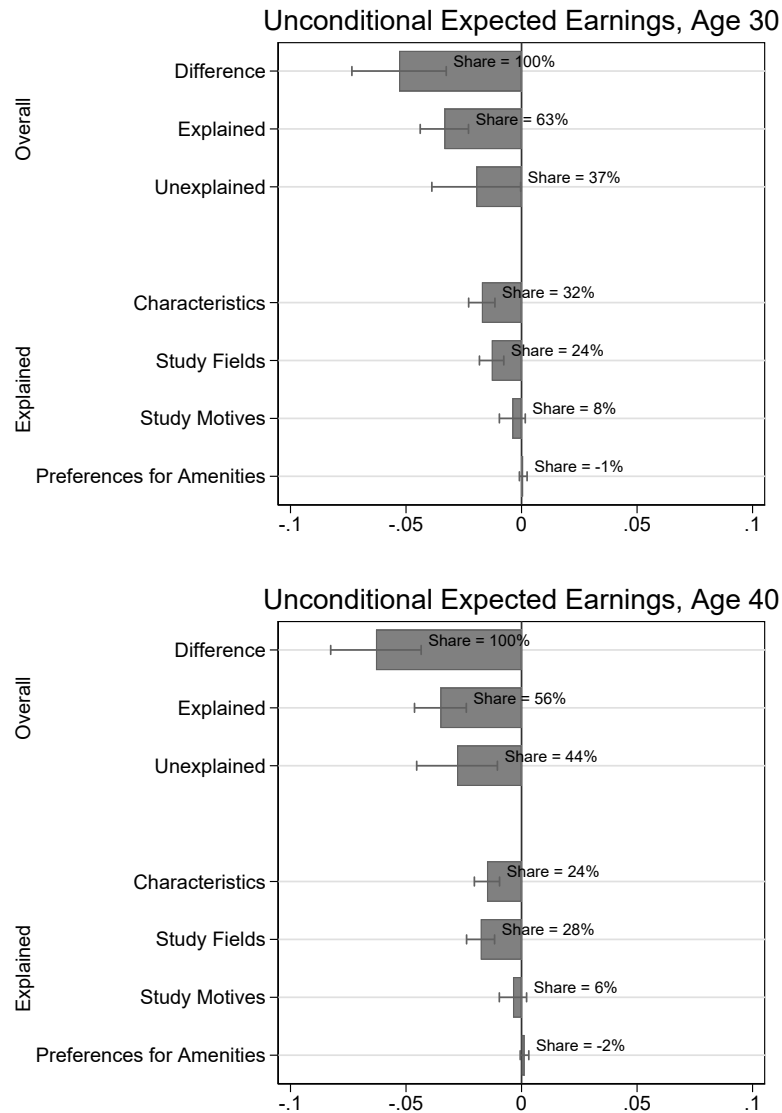 Unconditional Expected Earnings, Age 30
Overall
Difference
Share = 100%
Explained
Share = 63%
Unexplained
Share = 37%
Explained
Characteristics
Share = 32%
Study Fields
Share = 24%
Study Motives
Share = 8%
Preferences for Amenities
Share = -1%
-.1 -.05 0 .05 .1
Unconditional Expected Earnings, Age 40
Overall
Difference
Share = 100%
Explained
Share = 56%
Unexplained
Share = 44%
Explained
Characteristics
Share = 24%
Study Fields
Share = 28%
Study Motives
Share = 6%
Preferences for Amenities
Share = -2%
-.1 -.05 0 .05 .1